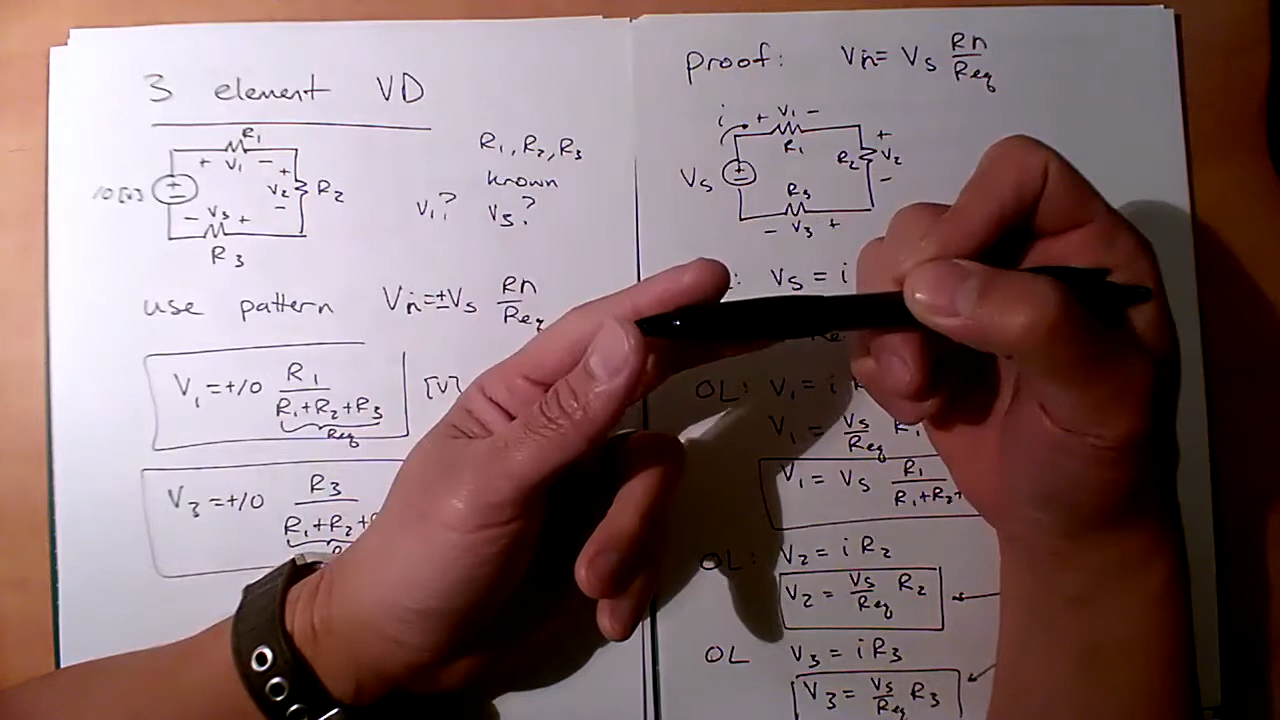 3 element VD
R1
+ V1 -
10[V]
+
V2 R2
-
- V3 +
R3
R1, R2, R3
known
V1? V3?
use pattern Vn=±Vs Rn/Req
V1=+10 R1/(R1+R2+R3) [V]
Req
V3=+10 R3/(R1+R2+
Proof: Vn= Vs Rn/Req
i + V1 -
R1
+
R2 V2
-
Vs
R3
- V3 +
: Vs = i
OL: V1 = i
V1 = Vs/Req R1
V1 = Vs R1/(R1+R2+
OL: V2 = i R2
V2 = Vs/Req R2
OL V3 = i R3
V3 = Vs/Req R3